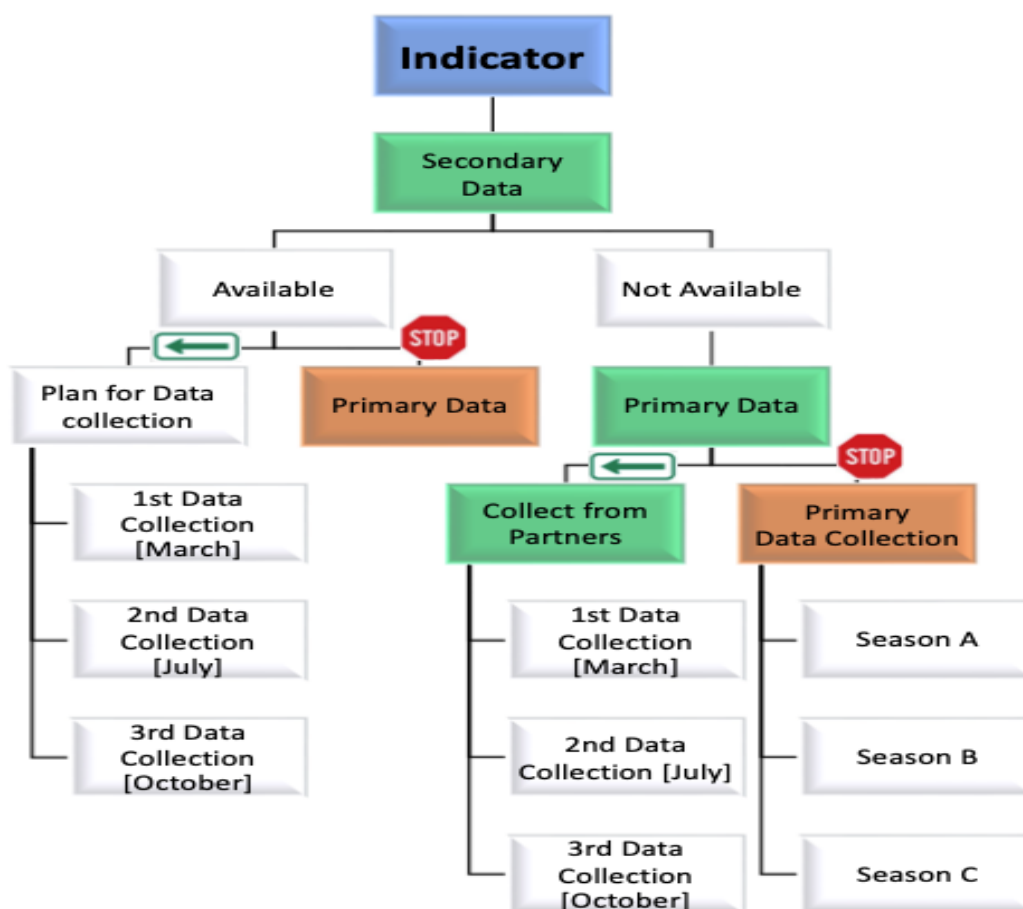 Indicator
Secondary
Data
Available
Not Available
STOP
Plan for Data
collection
Primary Data
Primary Data
STOP
1st Data
Collection
[March]
Collect from
Partners
Primary
Data Collection
2nd Data
Collection
[July]
1st Data
Collection
[March]
Season A
3rd Data
Collection
[October]
2nd Data
Collection [July]
Season B
3rd Data
Collection
[October]
Season C